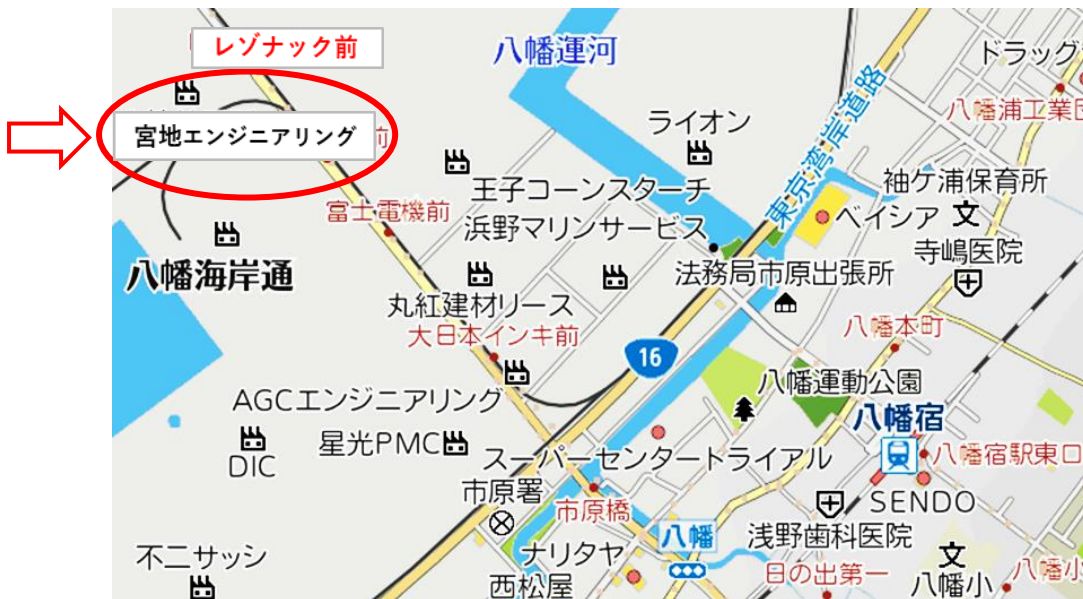 レゾナック前
八幡運河
ドラッグ
宮地エンジニアリング
前
ライオン
東京湾岸道路
八幡浦工業団
王子コーンスターチ
袖ケ浦保育所
富士電機前
浜野マリンサービス
ベイシア
寺嶋医院
八幡海岸通
法務局市原出張所
丸紅建材リース
大日本インキ前
八幡本町
16
AGCエンジニアリング
八幡運動公園
八幡宿
星光PMC
DIC
スーパーセンタートライアル
八幡宿駅東口
市原署
市原橋
SENDO
八幡
浅野歯科医院
不二サッシ
ナリタヤ
西松屋
日の出第一
八幡小
八幡小